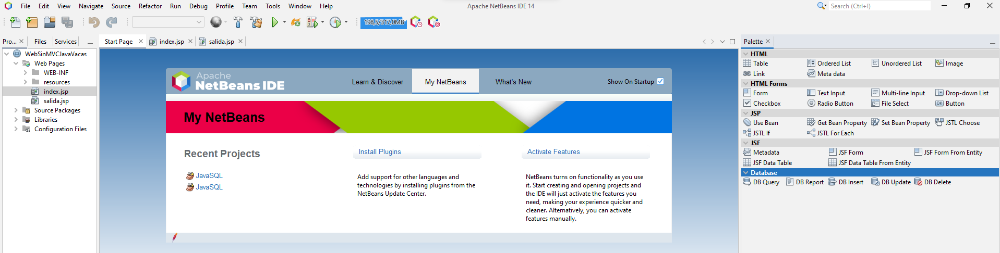 File Edit View Navigate Source Refactor Run Debug Profile Team Tools Window Help
Apache NetBeans IDE 14
Search (Ctrl+I)
198,5/317,0MB
Pro... Files Services
Start Page index.jsp salida.jsp
Palette
WebSinMVCJavaVacas
Web Pages
WEB-INF
resources
index.jsp
salida.jsp
Source Packages
Libraries
Configuration Files
Apache
NetBeans IDE
Learn & Discover My NetBeans What's New Show On Startup
My NetBeans
Recent Projects
JavaSQL
JavaSQL
Install Plugins
Add support for other languages and
technologies by installing plugins from the
NetBeans Update Center.
Activate Features
NetBeans turns on functionality as you use
it. Start creating and opening projects and
the IDE will just activate the features you
need, making your experience quicker and
cleaner. Alternatively, you can activate
features manually.
HTML
Table Ordered List Unordered List Image
Link Meta data
HTML Forms
Form Text Input Multi-line Input Drop-down List
Checkbox Radio Button File Select Button
JSP
Use Bean Get Bean Property Set Bean Property JSTL Choose
JSTL If JSTL For Each
JSF
Metadata JSF Form JSF Form From Entity
JSF Data Table JSF Data Table From Entity
Database
DB Query DB Report DB Insert DB Update DB Delete